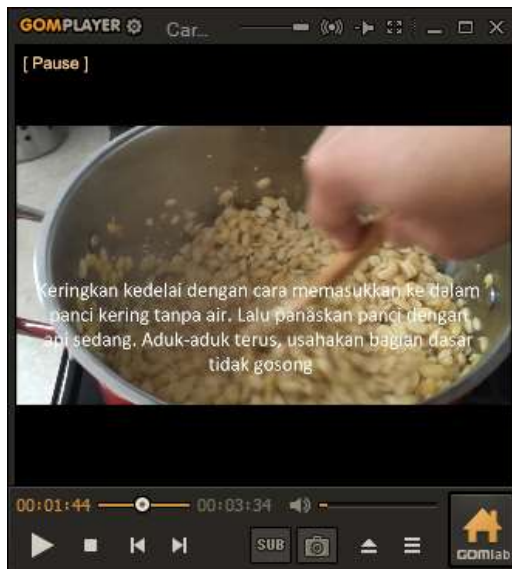 GOMPLAYER
Car...
[ Pause ]
Keringkan kedelai dengan cara memasukkan ke dalam
panci kering tanpa air. Lalu panaskan panci dengan
api sedang. Aduk-aduk terus, usahakan bagian dasar
tidak gosong
00:01:44
00:03:34
SUB
GOMlab